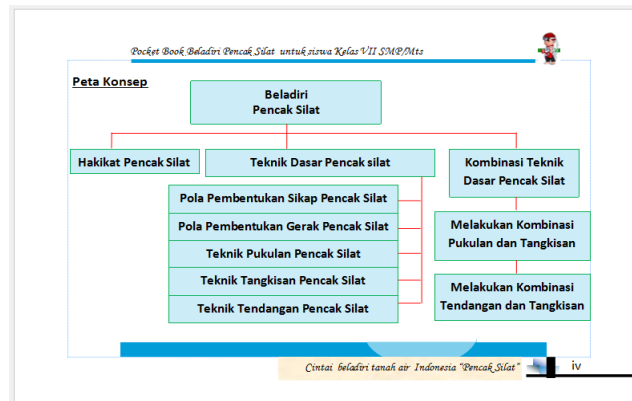 Pocket Book Beladiri Pencak Silat untuk siswa Kelas VII SMP/Mts
Peta Konsep
Beladiri
Pencak Silat
Hakikat Pencak Silat
Teknik Dasar Pencak silat
Kombinasi Teknik
Dasar Pencak Silat
Pola Pembentukan Sikap Pencak Silat
Pola Pembentukan Gerak Pencak Silat
Teknik Pukulan Pencak Silat
Teknik Tangkisan Pencak Silat
Teknik Tendangan Pencak Silat
Melakukan Kombinasi
Pukulan dan Tangkisan
Melakukan Kombinasi
Tendangan dan Tangkisan
Cintai beladiri tanah air Indonesia "Pencak Silat"
iv